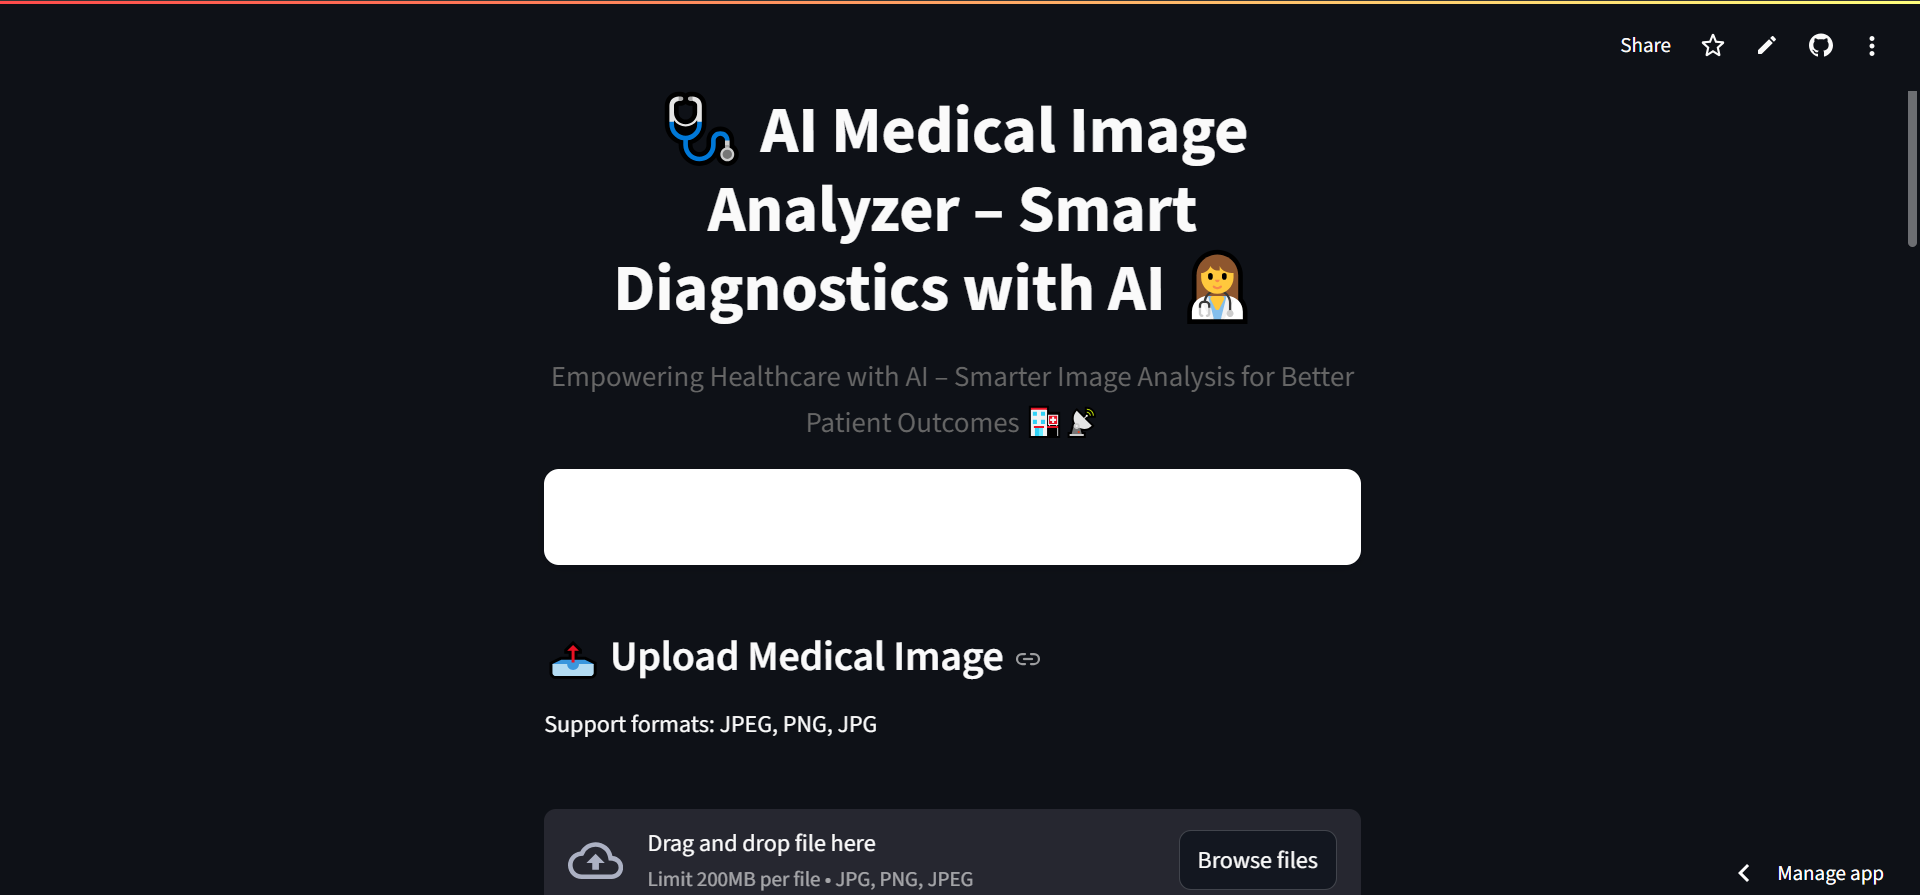 Share
AI Medical Image
Analyzer – Smart
Diagnostics with AI
Empowering Healthcare with AI – Smarter Image Analysis for Better
Patient Outcomes
Upload Medical Image
Support formats: JPEG, PNG, JPG
Drag and drop file here
Limit 200MB per file • JPG, PNG, JPEG
Browse files
Manage app